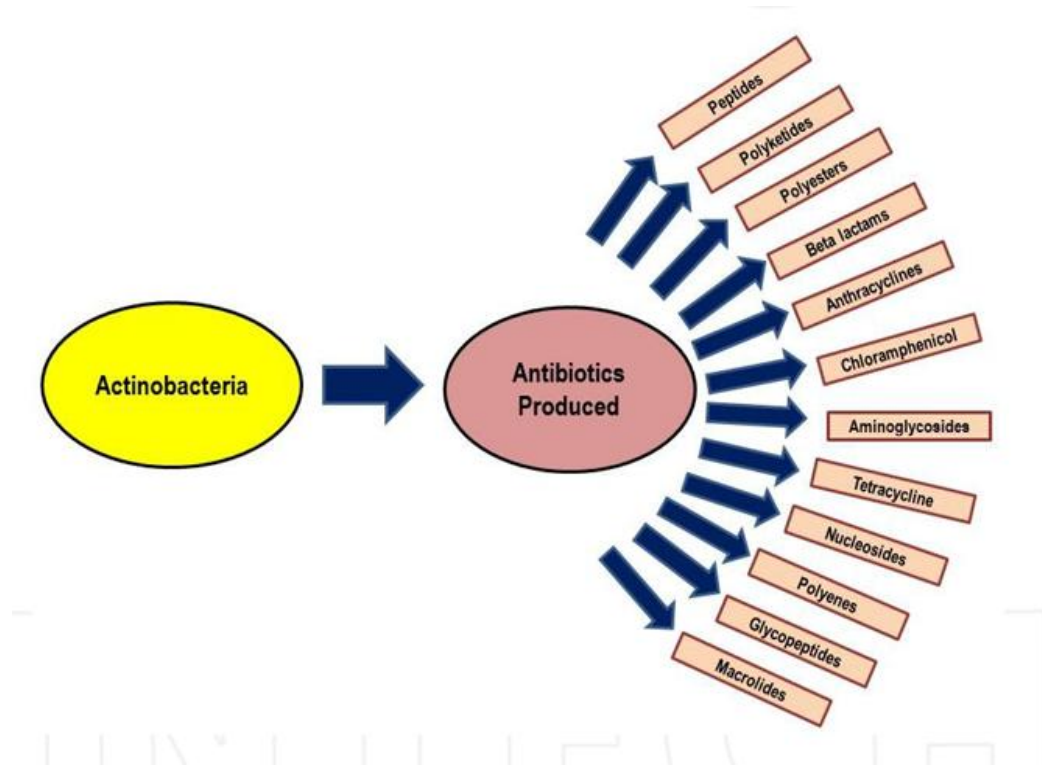 Actinobacteria
Antibiotics
Produced
Peptides
Polyketides
Polyesters
Beta lactams
Anthracyclines
Chloramphenicol
Aminoglycosides
Tetracycline
Nucleosides
Polyenes
Glycopeptides
Macrolides